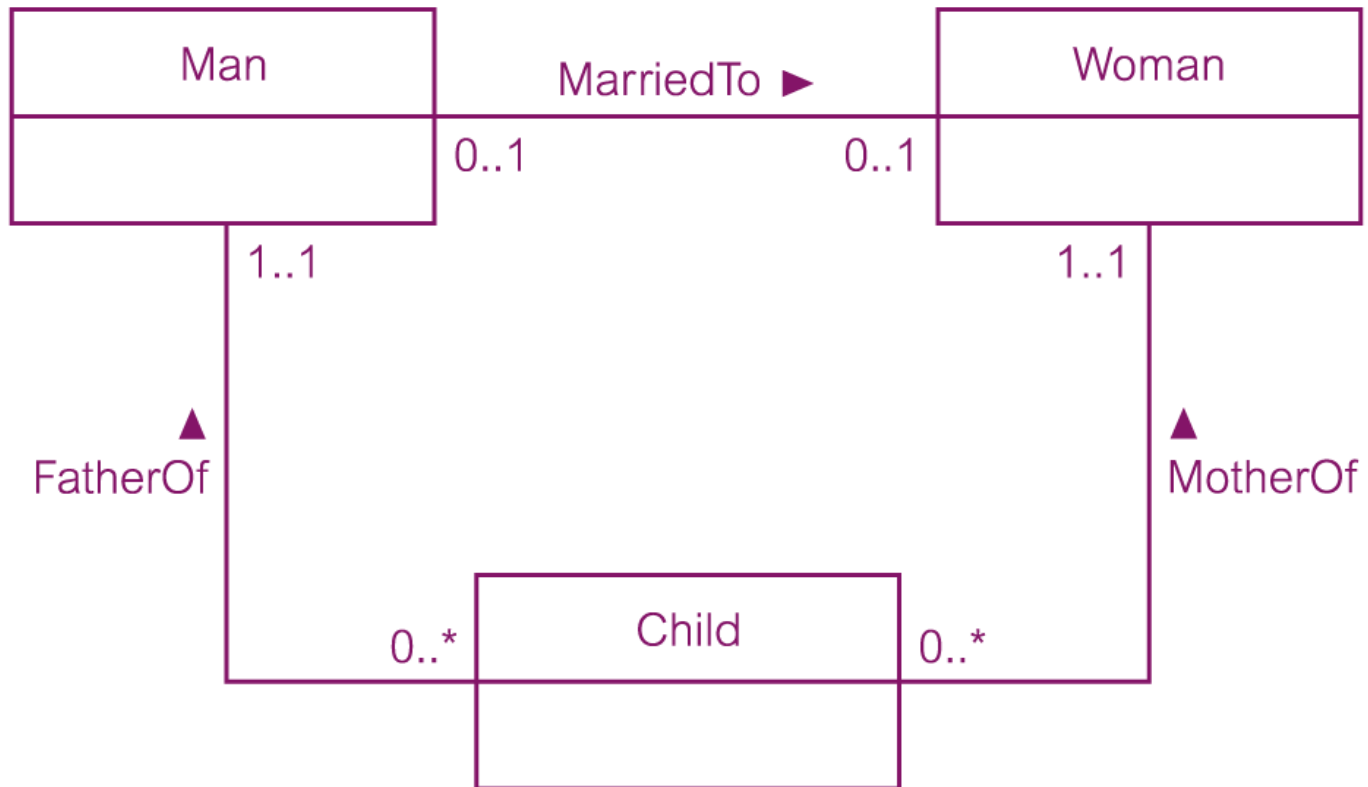 Man
MarriedTo ►
Woman
0..1
0..1
1..1
1..1
▲
FatherOf
▲
MotherOf
0..*
Child
0..*